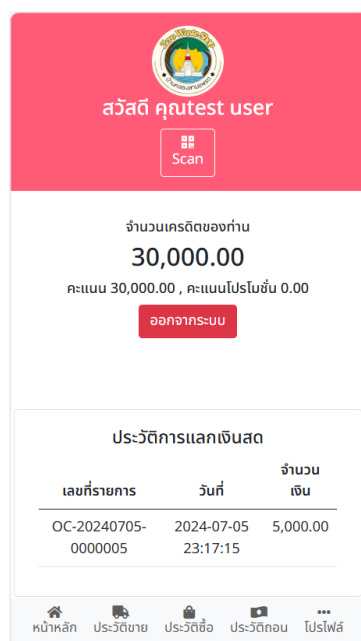 Zero Waste Shop
สวัสดี คุณtest user
Scan
จำนวนเครดิตของท่าน
30,000.00
คะแนน 30,000.00 , คะแนนโปรโมชั่น 0.00
ออกจากระบบ
ประวัติการแลกเงินสด
เลขที่รายการ วันที่ จำนวนเงิน
OC-20240705-0000005 2024-07-05 23:17:15 5,000.00
หน้าหลัก ประวัติขาย ประวัติซื้อ ประวัติถอน โปรไฟล์